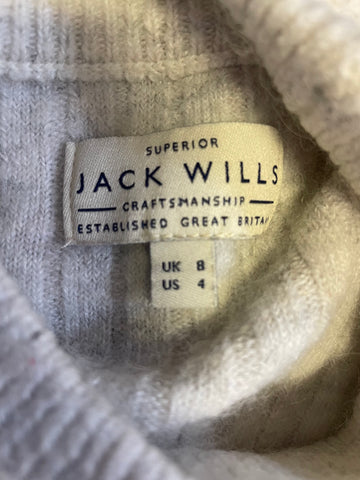 SUPERIOR
JACK WILLS
CRAFTSMANSHIP
ESTABLISHED GREAT BRITAIN
UK 8
US 4